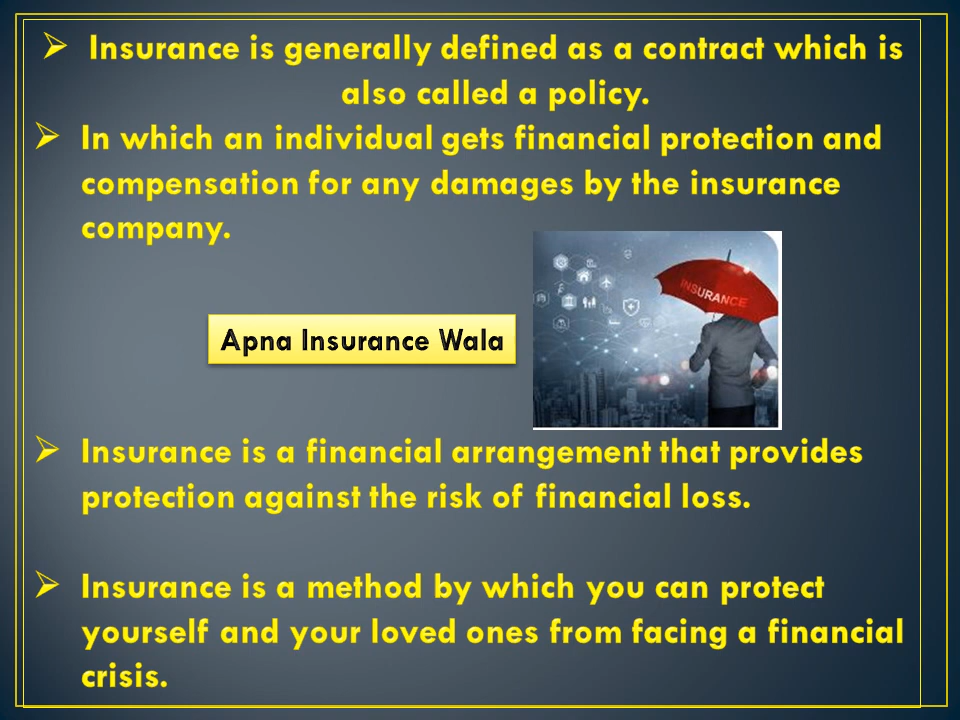 ➢ Insurance is generally defined as a contract which is
also called a policy.
➢ In which an individual gets financial protection and
compensation for any damages by the insurance
company.
INSURANCE
Apna Insurance Wala
➢ Insurance is a financial arrangement that provides
protection against the risk of financial loss.
➢ Insurance is a method by which you can protect
yourself and your loved ones from facing a financial
crisis.